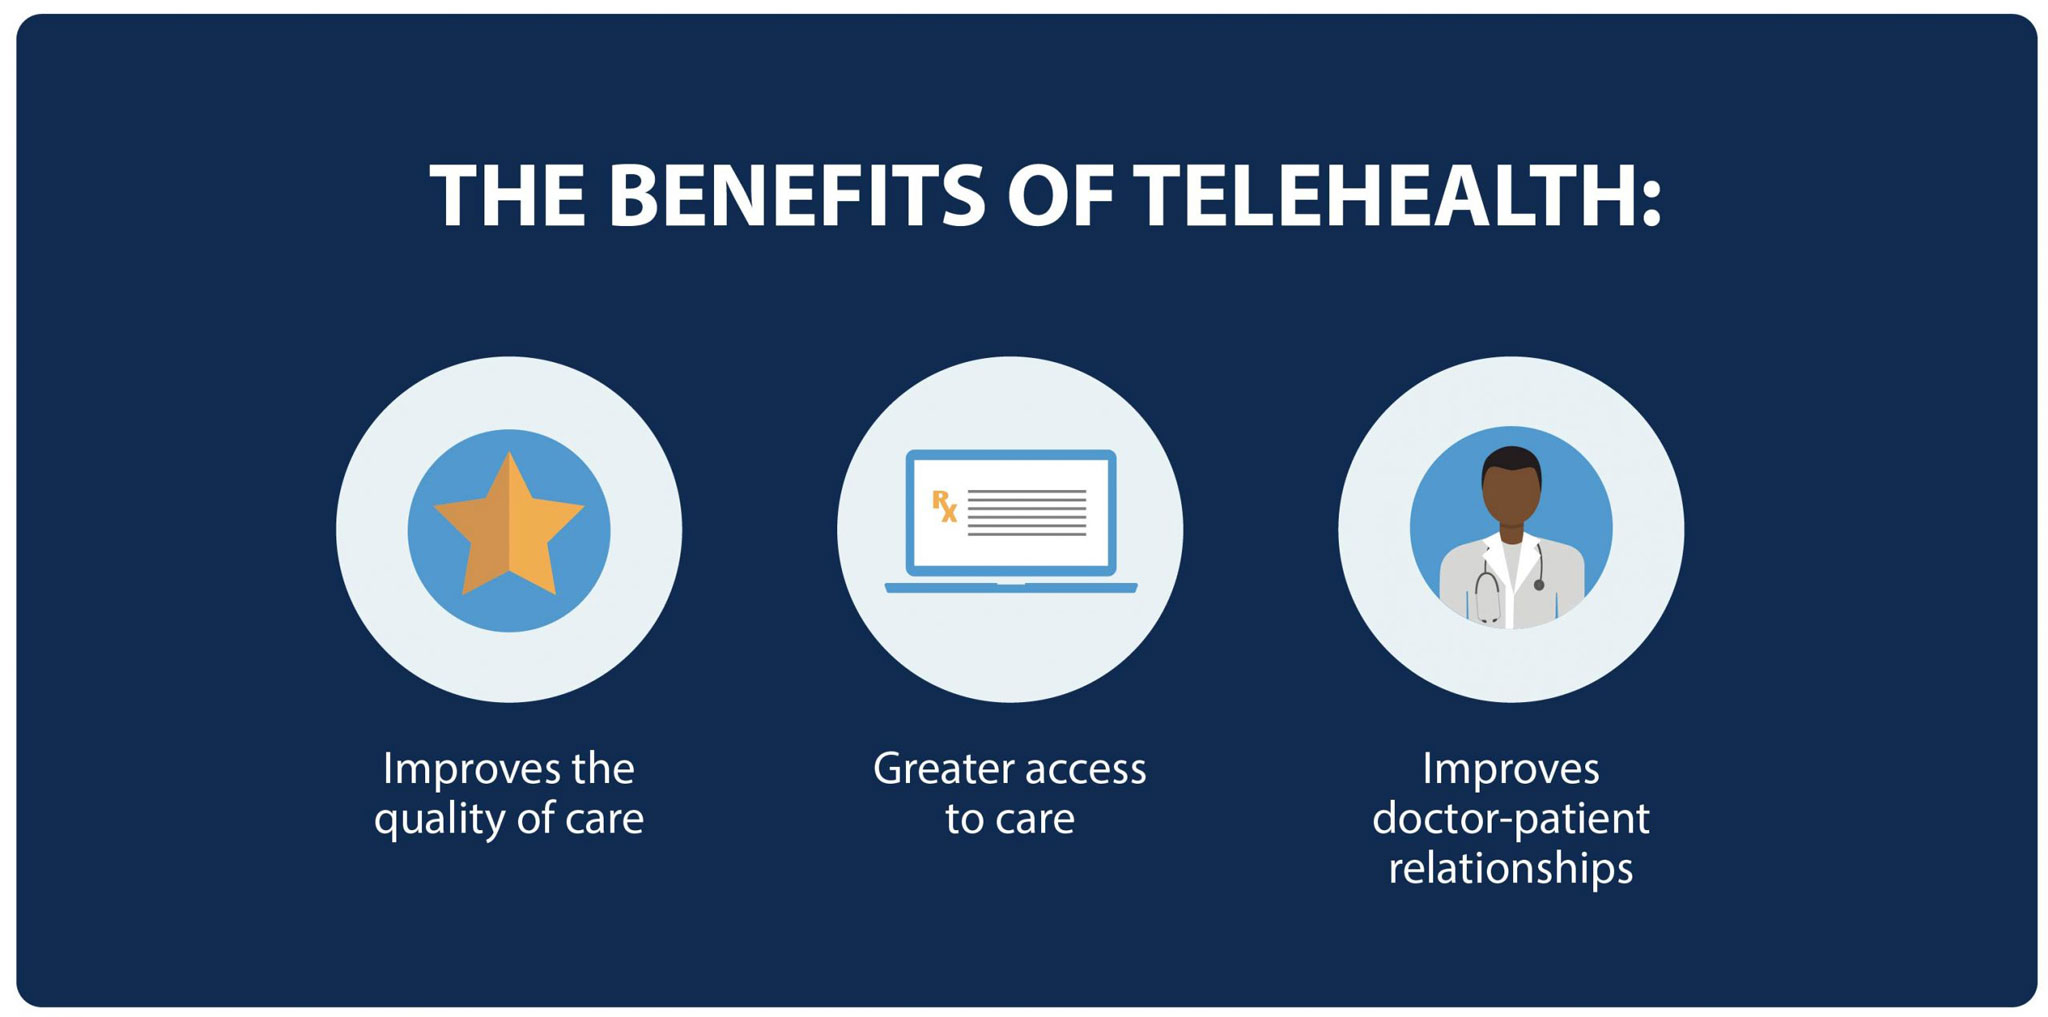 THE BENEFITS OF TELEHEALTH:
Rx
Improves the
quality of care
Greater access
to care
Improves
doctor-patient
relationships